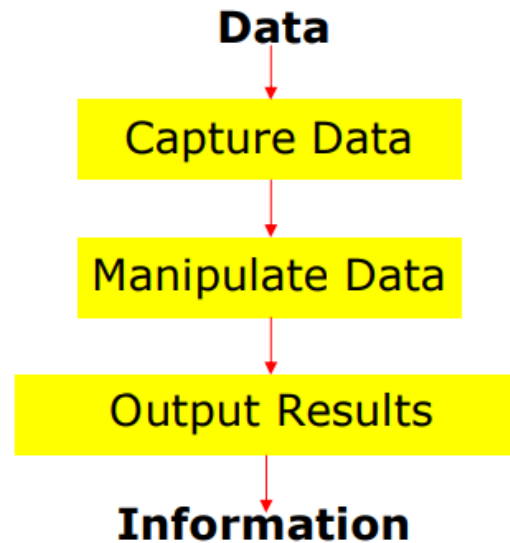 Data
Capture Data
Manipulate Data
Output Results
Information